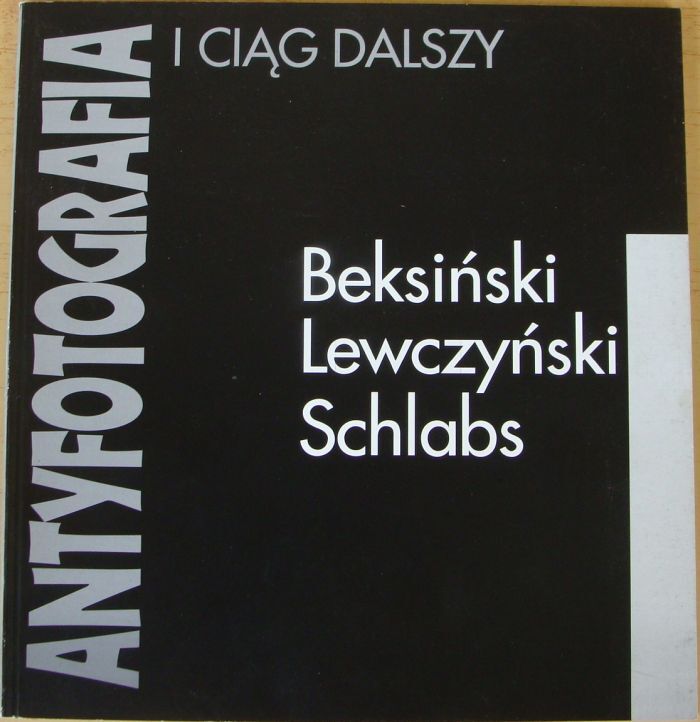 ANTYFOTOGRAFIA
I CIĄG DALSZY
Beksiński
Lewczyński
Schlabs